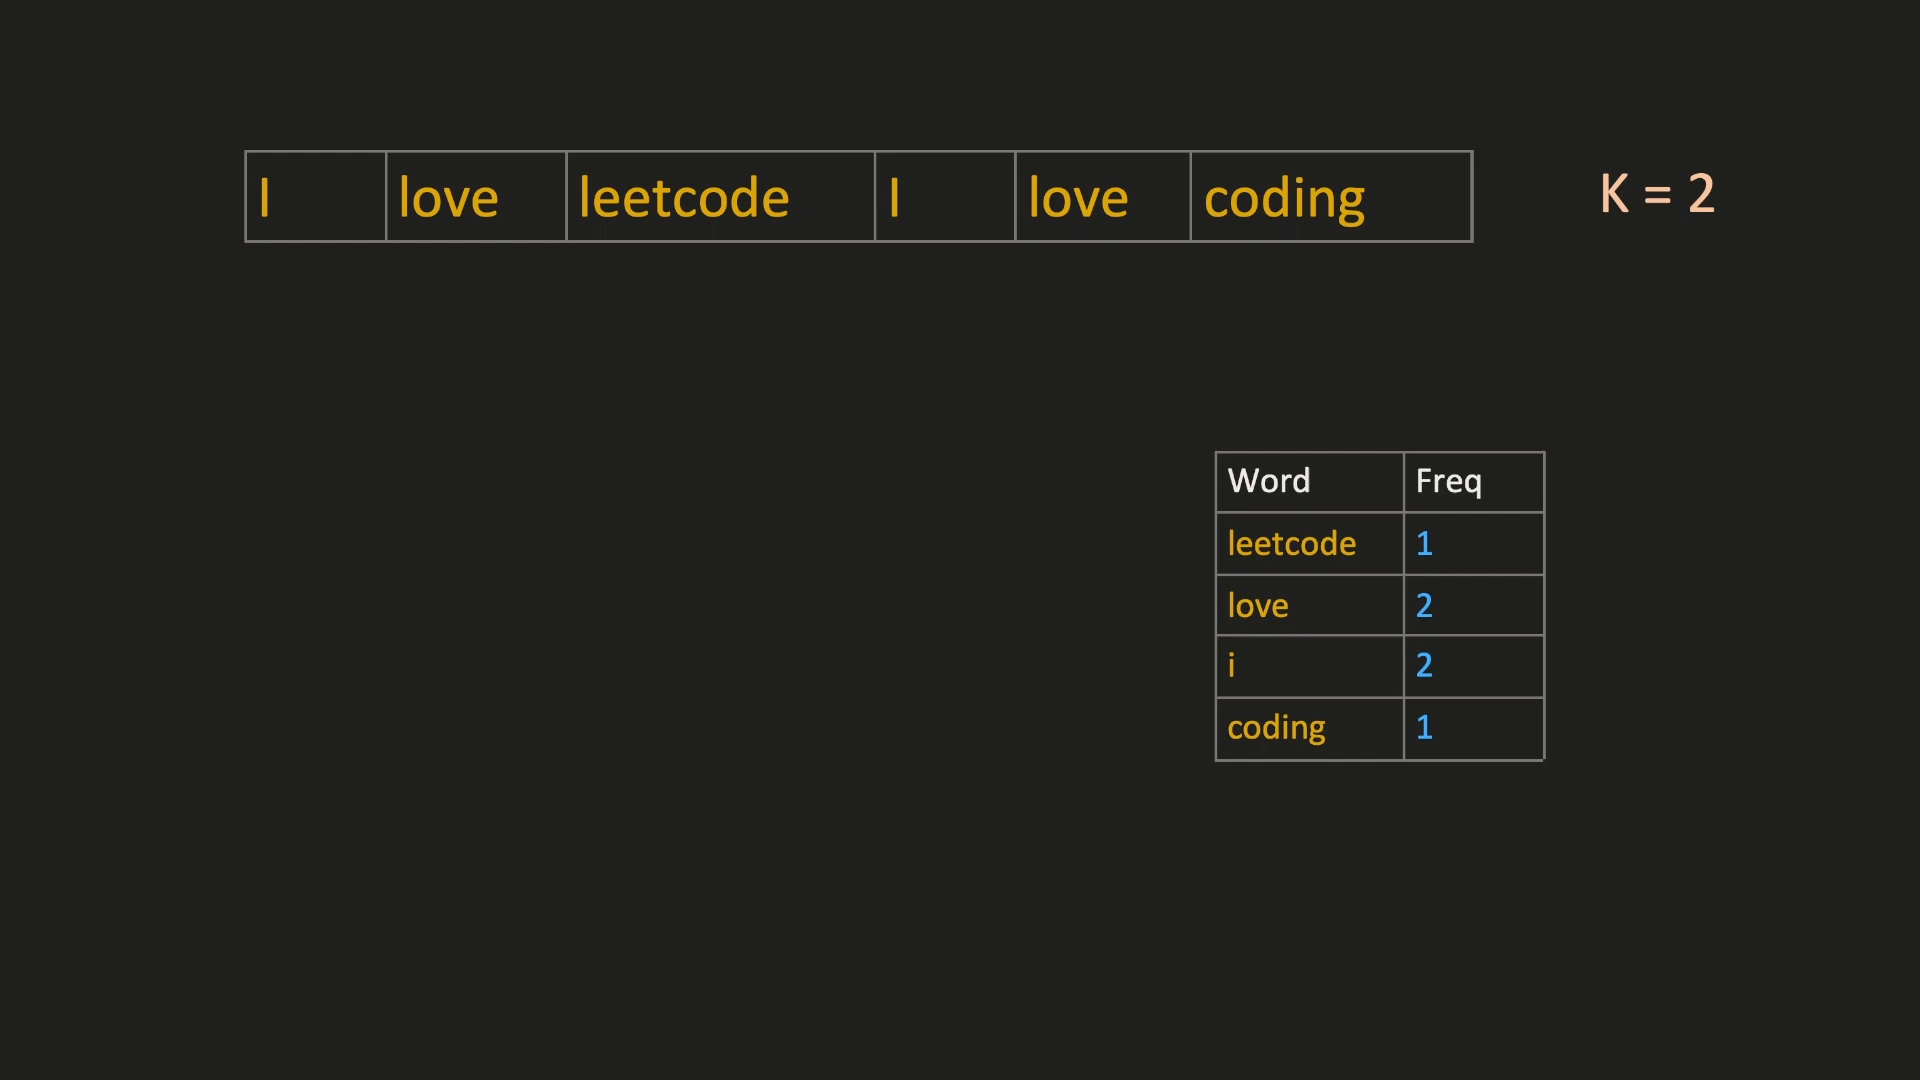 I love leetcode I love coding K = 2
Word Freq
leetcode 1
love 2
i 2
coding 1